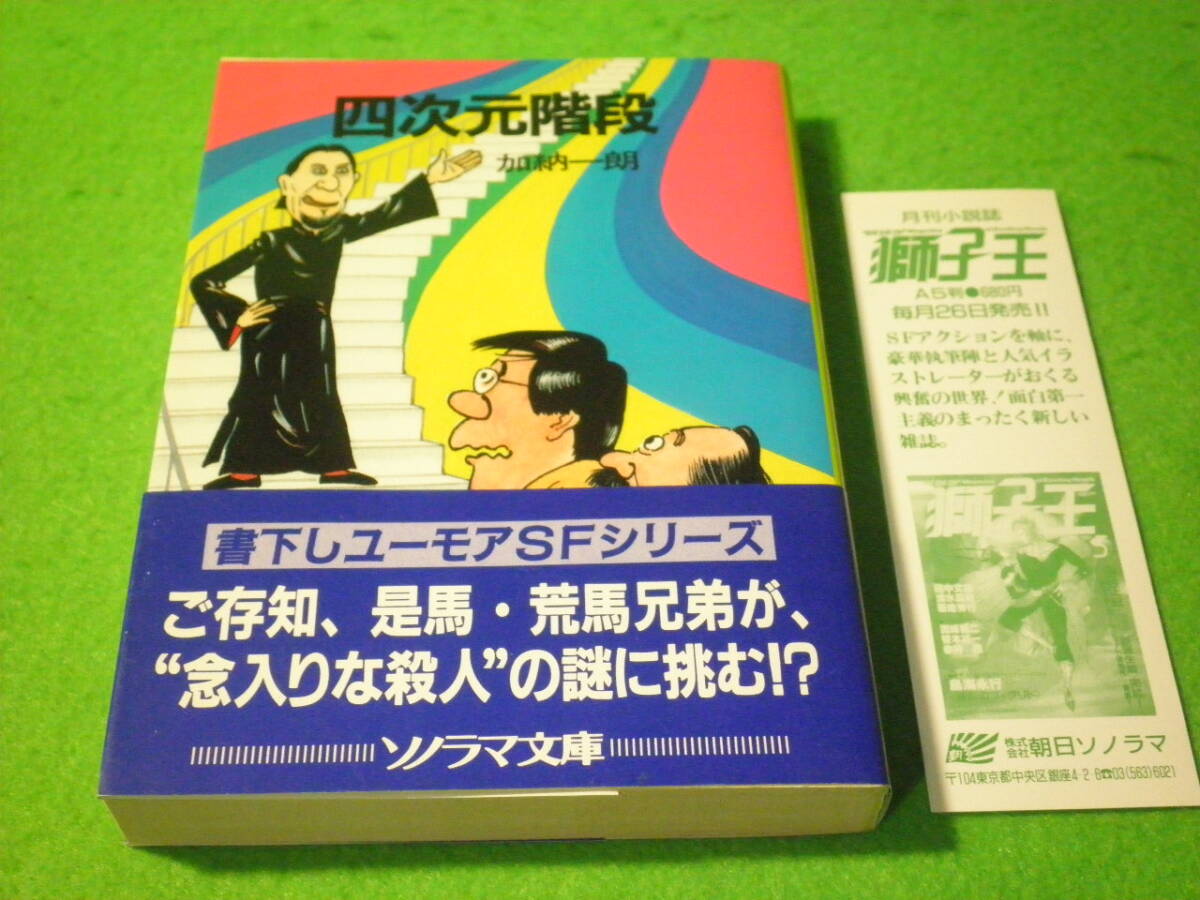 四次元階段
加納一朗
書下しユーモアSFシリーズ
ご存知、是馬・荒馬兄弟が、
“念入りな殺人”の謎に挑む!?
ソノラマ文庫
月刊小説誌
獅子王
A5判●680円
毎月26日発売!!
SFアクションを軸に、
豪華執筆陣と人気イラ
ストレーターがおくる
興奮の世界!面白第一
主義のまったく新しい
雑誌。
獅子王
5
株式会社 朝日ソノラマ
〒104東京都中央区銀座4-2-6☎03(563)6021